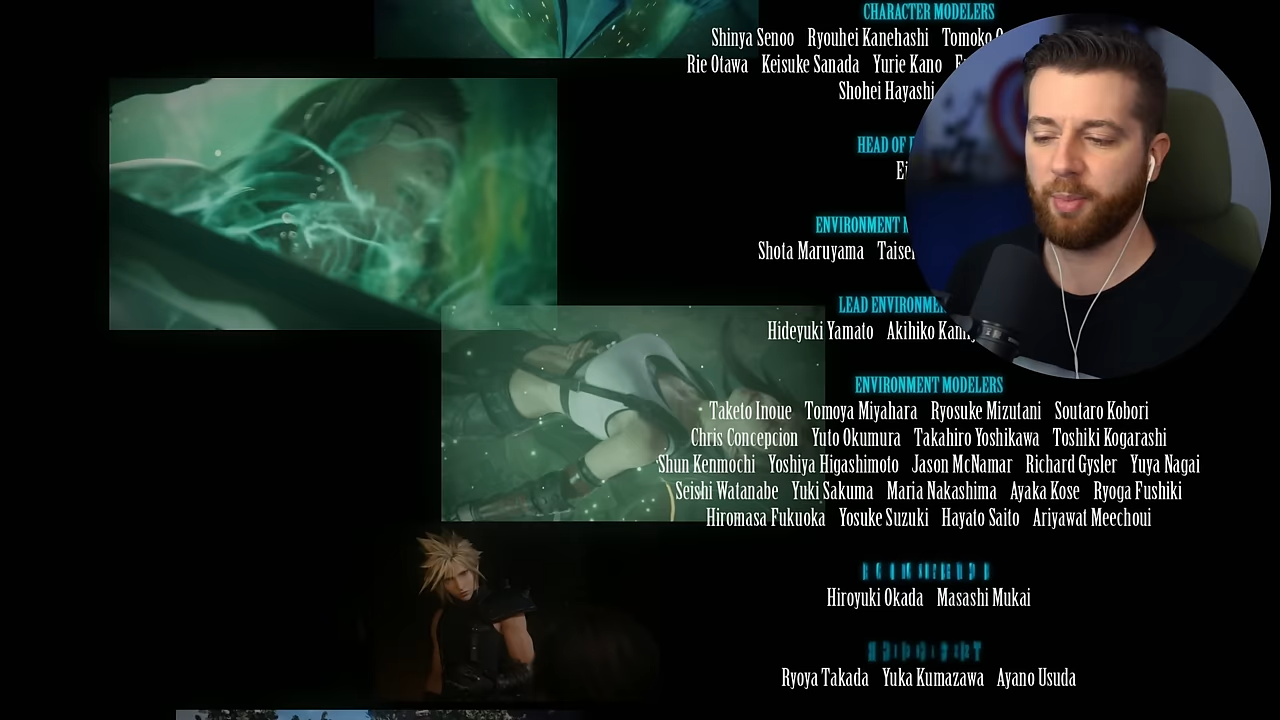 CHARACTER MODELERS
Shinya Senoo Ryouhei Kanehashi Tomoko
Rie Otawa Keisuke Sanada Yurie Kano
Shohei Hayashi
HEAD OF
ENVIRONMENT
Shota Maruyama
LEAD
Hideyuki Yamato Akihiko
ENVIRONMENT MODELERS
Taketo Inoue Tomoya Miyahara Ryosuke Mizutani Soutaro Kobori
Chris Concepcion Yuto Okumura Takahiro Yoshikawa Toshiki Kogarashi
Shun Kenmochi Yoshiya Higashimoto Jason McNamar Richard Gysler Yuya Nagai
Seishi Watanabe Yuki Sakuma Maria Nakashima Ayaka Kose Ryoga Fushiki
Hiromasa Fukuoka Yosuke Suzuki Hayato Saito Ariyawat Meechoui
Hiroyuki Okada Masashi Mukai
Ryoya Takada Yuka Kumazawa Ayano Usuda